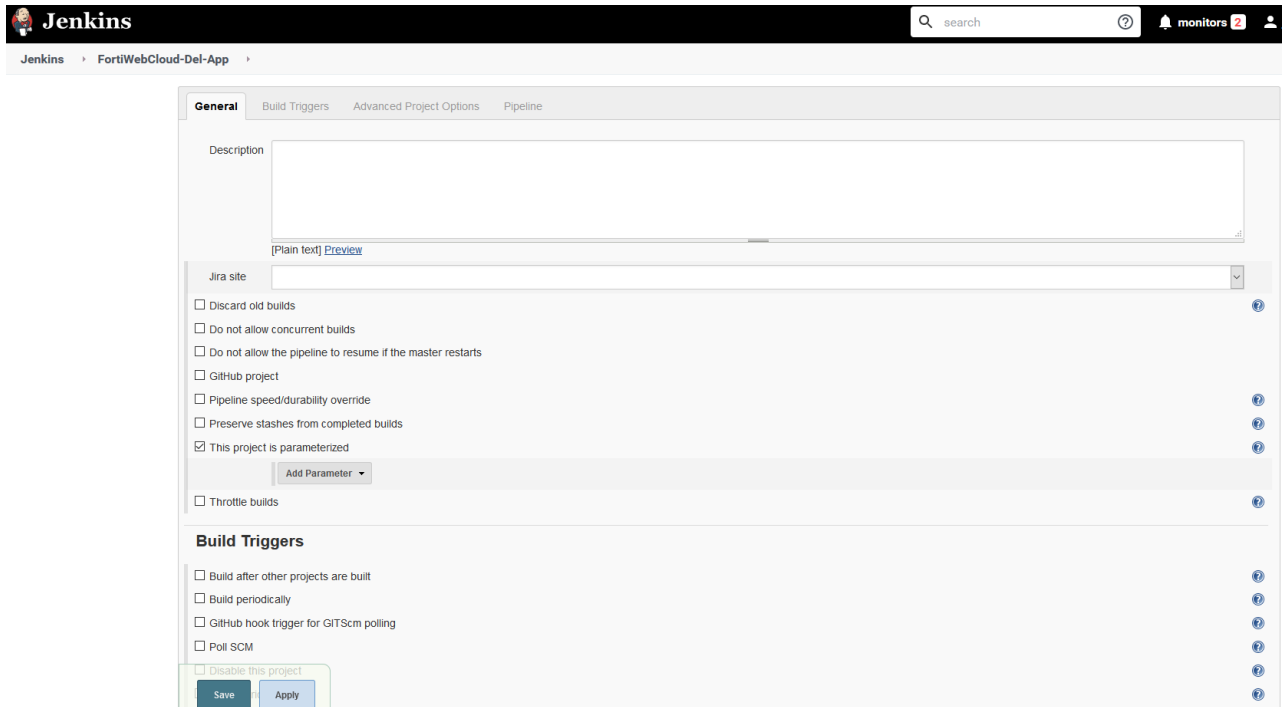 Jenkins
search
monitors 2
Jenkins FortiWebCloud-Del-App
General Build Triggers Advanced Project Options Pipeline
Description
[Plain text] Preview
Jira site
Discard old builds
Do not allow concurrent builds
Do not allow the pipeline to resume if the master restarts
GitHub project
Pipeline speed/durability override
Preserve stashes from completed builds
This project is parameterized
Add Parameter
Throttle builds
Build Triggers
Build after other projects are built
Build periodically
GitHub hook trigger for GITScm polling
Poll SCM
Disable this project
Save Apply